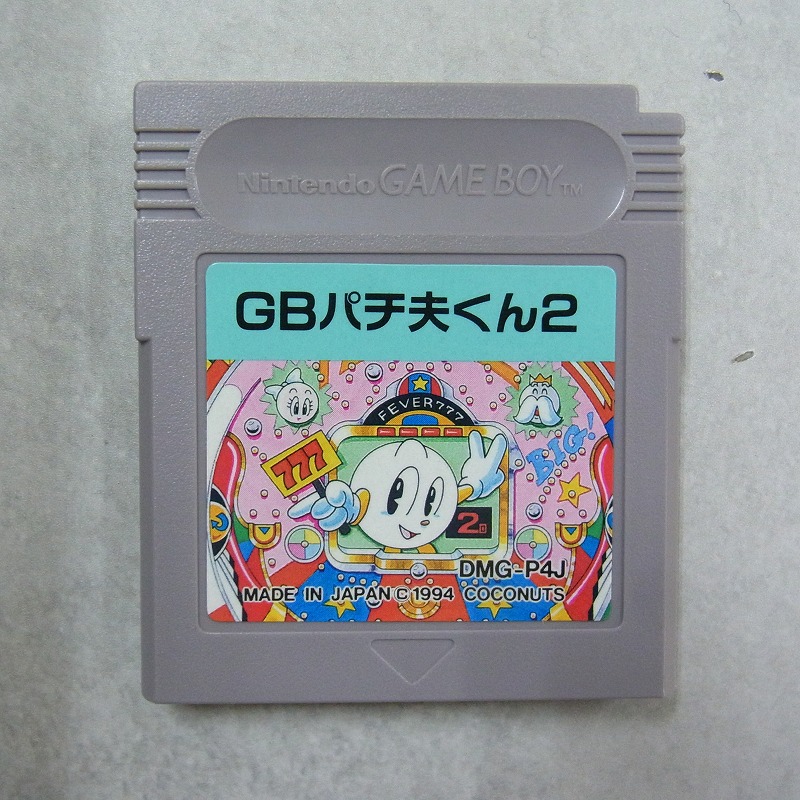 Nintendo GAME BOY TM
GBパチ夫くん2
FEVER777
BIG!
777
2
DMG-P4J
MADE IN JAPAN © 1994 COCONUTS